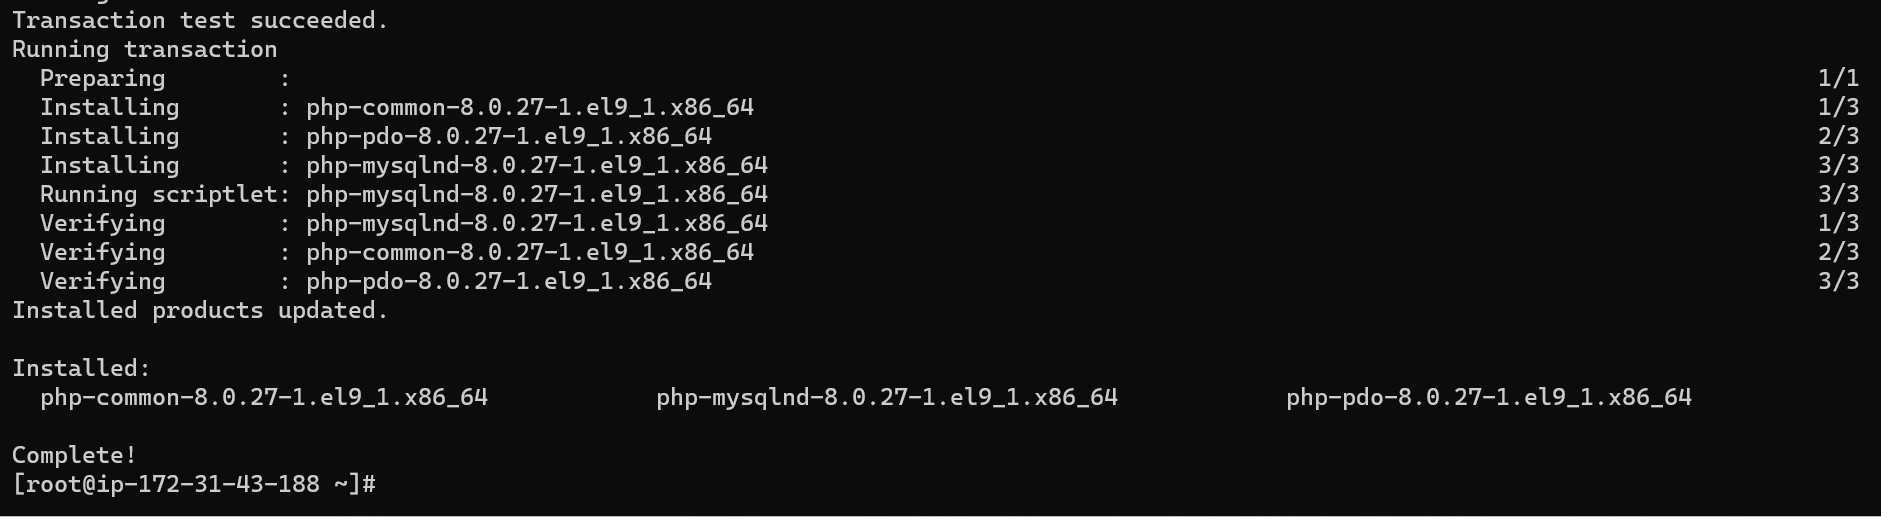 Transaction test succeeded.
Running transaction
  Preparing        :                                                                                                             1/1
  Installing       : php-common-8.0.27-1.el9_1.x86_64                                                                            1/3
  Installing       : php-pdo-8.0.27-1.el9_1.x86_64                                                                               2/3
  Installing       : php-mysqlnd-8.0.27-1.el9_1.x86_64                                                                           3/3
  Running scriptlet: php-mysqlnd-8.0.27-1.el9_1.x86_64                                                                           3/3
  Verifying        : php-mysqlnd-8.0.27-1.el9_1.x86_64                                                                           1/3
  Verifying        : php-common-8.0.27-1.el9_1.x86_64                                                                            2/3
  Verifying        : php-pdo-8.0.27-1.el9_1.x86_64                                                                               3/3
Installed products updated.

Installed:
  php-common-8.0.27-1.el9_1.x86_64            php-mysqlnd-8.0.27-1.el9_1.x86_64            php-pdo-8.0.27-1.el9_1.x86_64

Complete!
[root@ip-172-31-43-188 ~]#